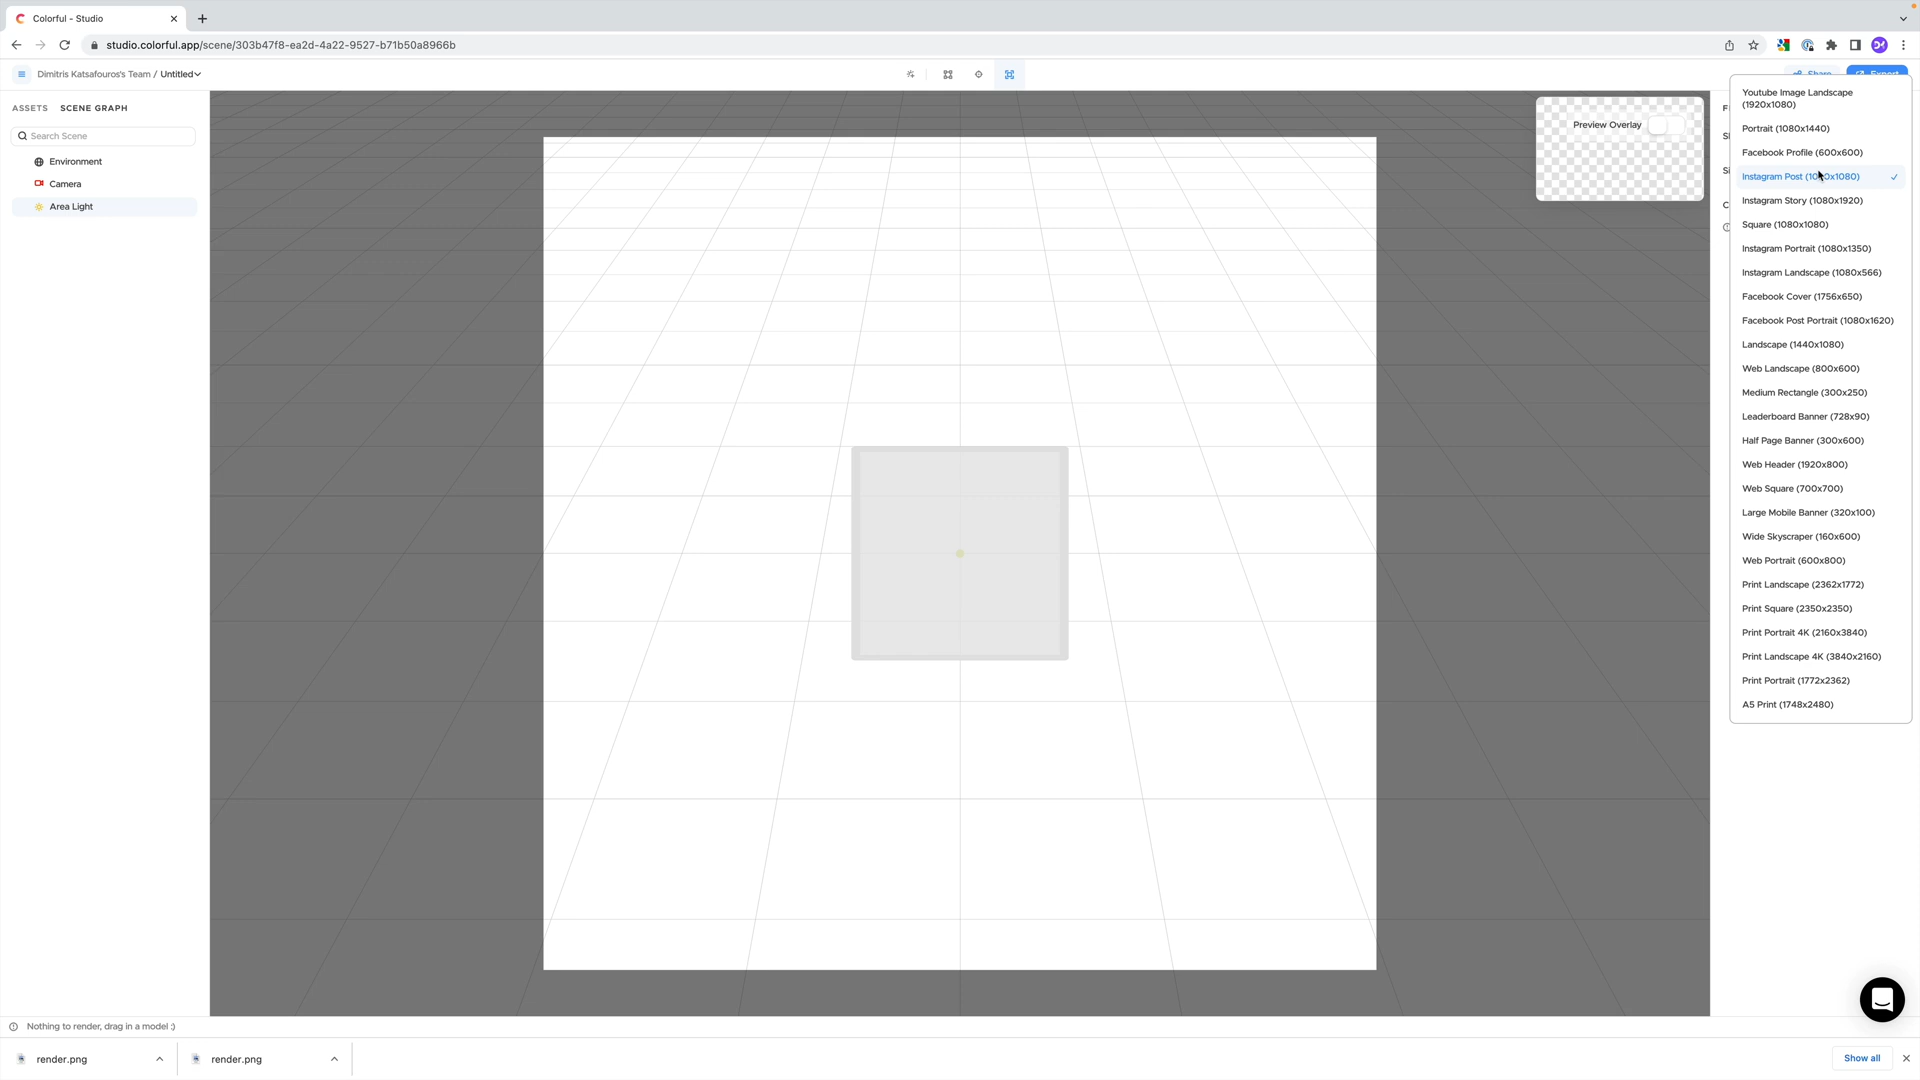 Colorful - Studio
studio.colorful.app/scene/303b47f8-ea2d-4a22-9527-b71b50a8966b
Dimitris Katsafouros's Team / Untitled
Share
Export
ASSETS
SCENE GRAPH
Search Scene
Environment
Camera
Area Light
Preview Overlay
Youtube Image Landscape
(1920x1080)
Portrait (1080x1440)
Facebook Profile (600x600)
Instagram Post (1080x1080)
Instagram Story (1080x1920)
Square (1080x1080)
Instagram Portrait (1080x1350)
Instagram Landscape (1080x566)
Facebook Cover (1756x650)
Facebook Post Portrait (1080x1620)
Landscape (1440x1080)
Web Landscape (800x600)
Medium Rectangle (300x250)
Leaderboard Banner (728x90)
Half Page Banner (300x600)
Web Header (1920x800)
Web Square (700x700)
Large Mobile Banner (320x100)
Wide Skyscraper (160x600)
Web Portrait (600x800)
Print Landscape (2362x1772)
Print Square (2350x2350)
Print Portrait 4K (2160x3840)
Print Landscape 4K (3840x2160)
Print Portrait (1772x2362)
A5 Print (1748x2480)
Nothing to render, drag in a model :)
render.png
render.png
Show all